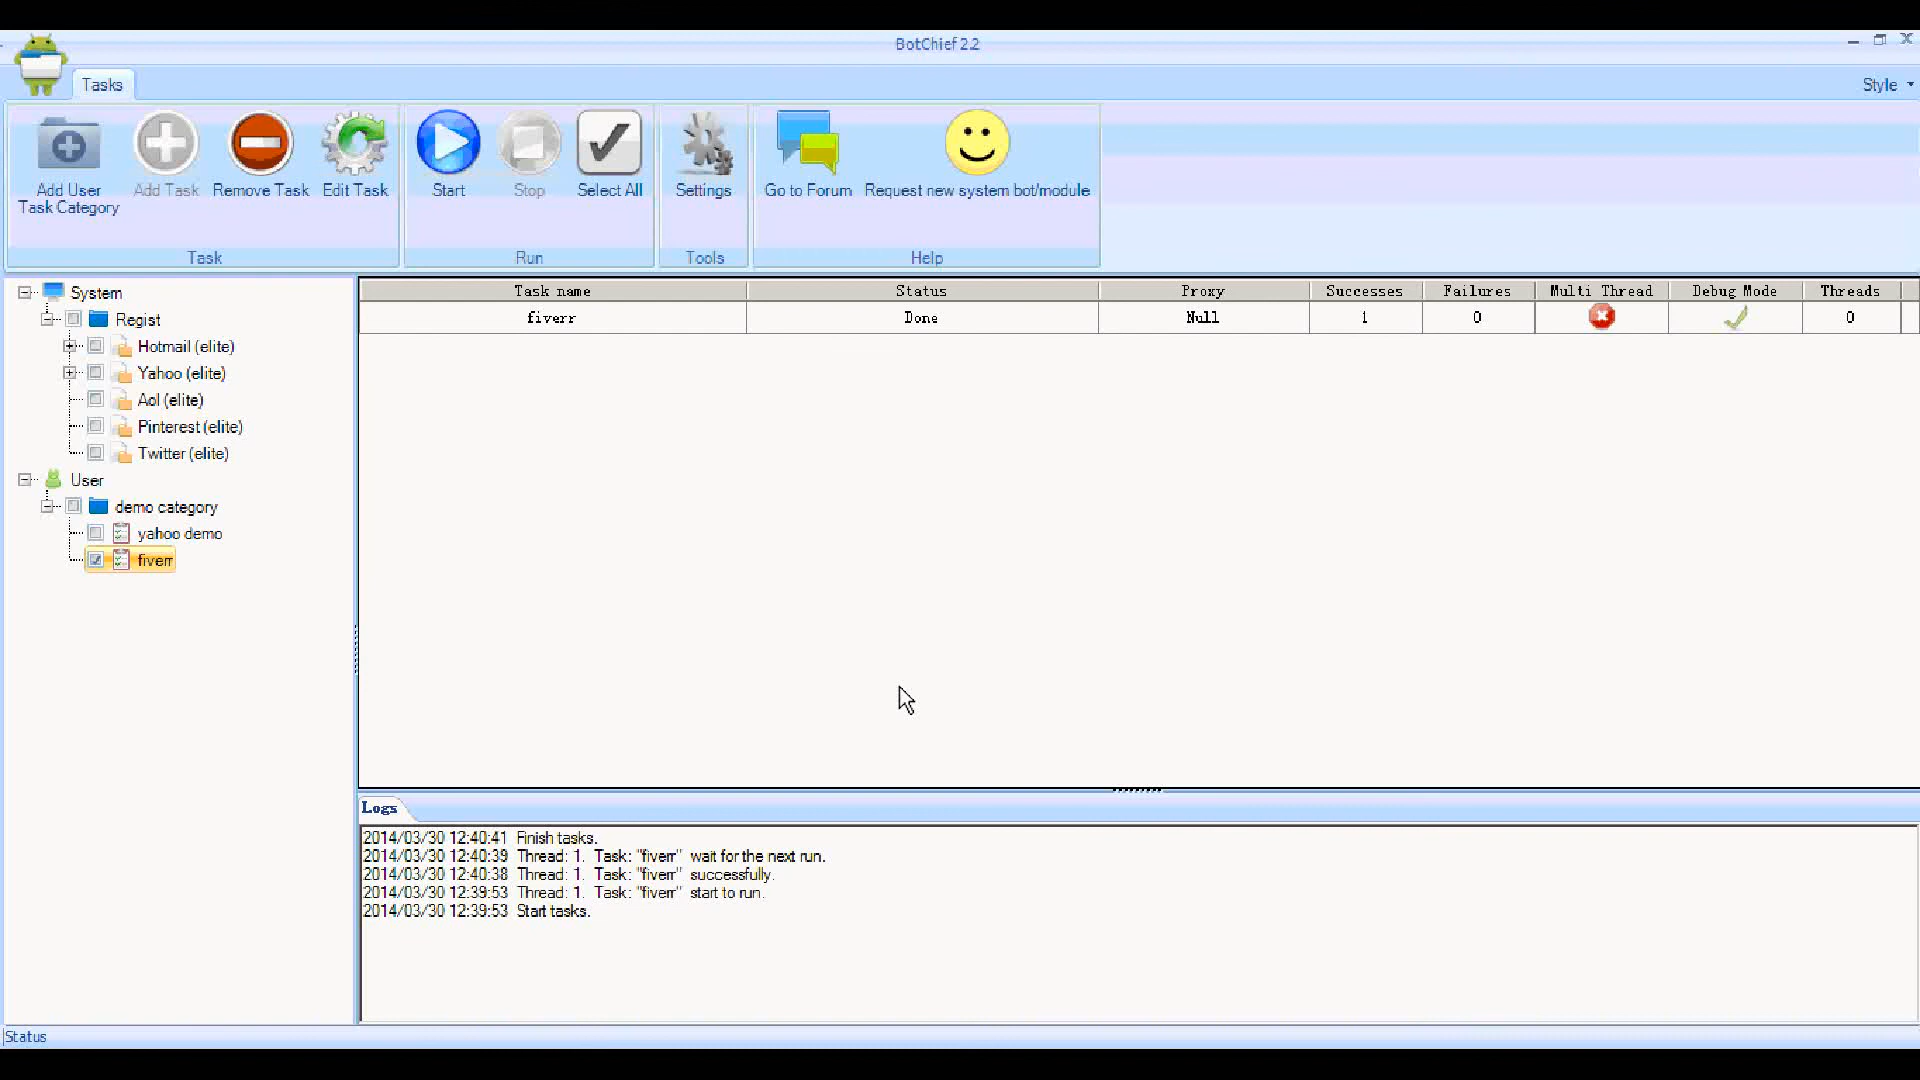 BotChief 2.2
Tasks
Style
Add User
Task Category
Add Task
Remove Task
Edit Task
Start
Stop
Select All
Settings
Go to Forum
Request new system bot/module
Task
Run
Tools
Help
System
Regist
Hotmail (elite)
Yahoo (elite)
Aol (elite)
Pinterest (elite)
Twitter (elite)
User
demo category
yahoo demo
fiverr
Task name Status Proxy Successes Failures Multi Thread Debug Mode Threads
fiverr Done Null 1 0 0
Logs
2014/03/30 12:40:41 Finish tasks.
2014/03/30 12:40:39 Thread: 1. Task: "fiverr" wait for the next run.
2014/03/30 12:40:38 Thread: 1. Task: "fiverr" successfully.
2014/03/30 12:39:53 Thread: 1. Task: "fiverr" start to run.
2014/03/30 12:39:53 Start tasks.
Status